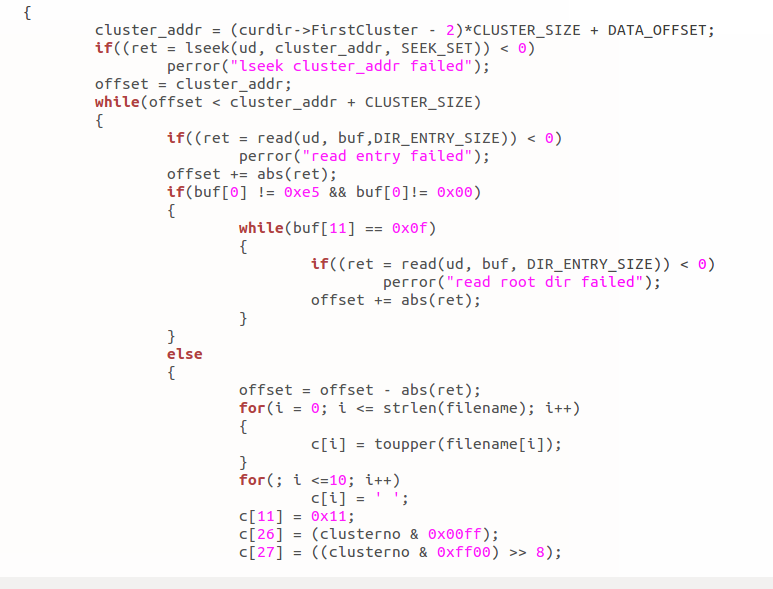 {
cluster_addr = (curdir->FirstCluster - 2)*CLUSTER_SIZE + DATA_OFFSET;
if((ret = lseek(ud, cluster_addr, SEEK_SET)) < 0)
perror("lseek cluster_addr failed");
offset = cluster_addr;
while(offset < cluster_addr + CLUSTER_SIZE)
{
if((ret = read(ud, buf,DIR_ENTRY_SIZE)) < 0)
perror("read entry failed");
offset += abs(ret);
if(buf[0] != 0xe5 && buf[0]!= 0x00)
{
while(buf[11] == 0x0f)
{
if((ret = read(ud, buf, DIR_ENTRY_SIZE)) < 0)
perror("read root dir failed");
offset += abs(ret);
}
}
else
{
offset = offset - abs(ret);
for(i = 0; i <= strlen(filename); i++)
{
c[i] = toupper(filename[i]);
}
for(; i <=10; i++)
c[i] = ' ';
c[11] = 0x11;
c[26] = (clusterno & 0x00ff);
c[27] = ((clusterno & 0xff00) >> 8);